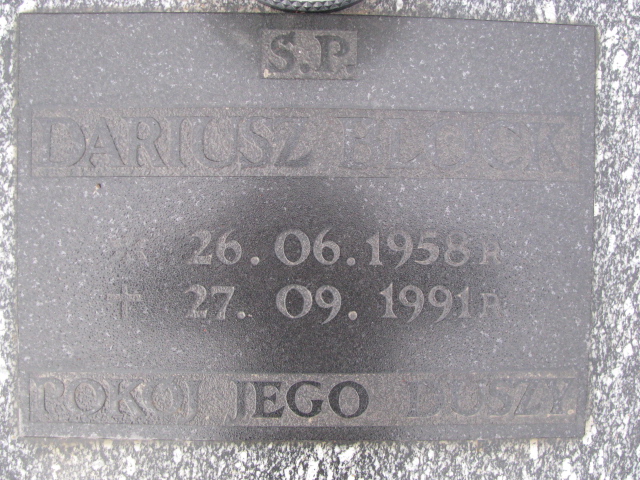 S.P.
DARIUSZ
* 26.06.1958 R
† 27.09.1991 R
POKOJ JEGO DUSZY